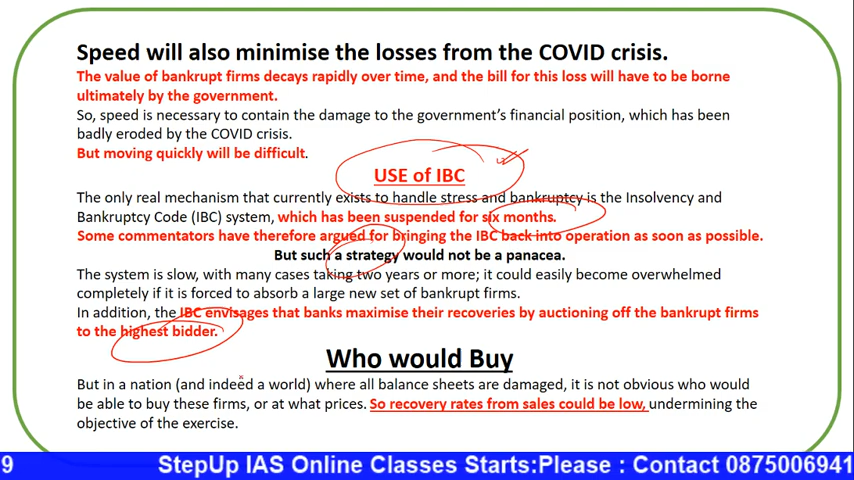 Speed will also minimise the losses from the COVID crisis.
The value of bankrupt firms decays rapidly over time, and the bill for this loss will have to be borne
ultimately by the government.
So, speed is necessary to contain the damage to the government's financial position, which has been
badly eroded by the COVID crisis.
But moving quickly will be difficult.
USE of IBC
The only real mechanism that currently exists to handle stress and bankruptcy is the Insolvency and
Bankruptcy Code (IBC) system, which has been suspended for six months.
Some commentators have therefore argued for bringing the IBC back into operation as soon as possible.
But such a strategy would not be a panacea.
The system is slow, with many cases taking two years or more; it could easily become overwhelmed
completely if it is forced to absorb a large new set of bankrupt firms.
In addition, the IBC envisages that banks maximise their recoveries by auctioning off the bankrupt firms
to the highest bidder.
Who would Buy
But in a nation (and indeed a world) where all balance sheets are damaged, it is not obvious who would
be able to buy these firms, or at what prices. So recovery rates from sales could be low, undermining the
objective of the exercise.
9 StepUp IAS Online Classes Starts:Please : Contact 0875006941